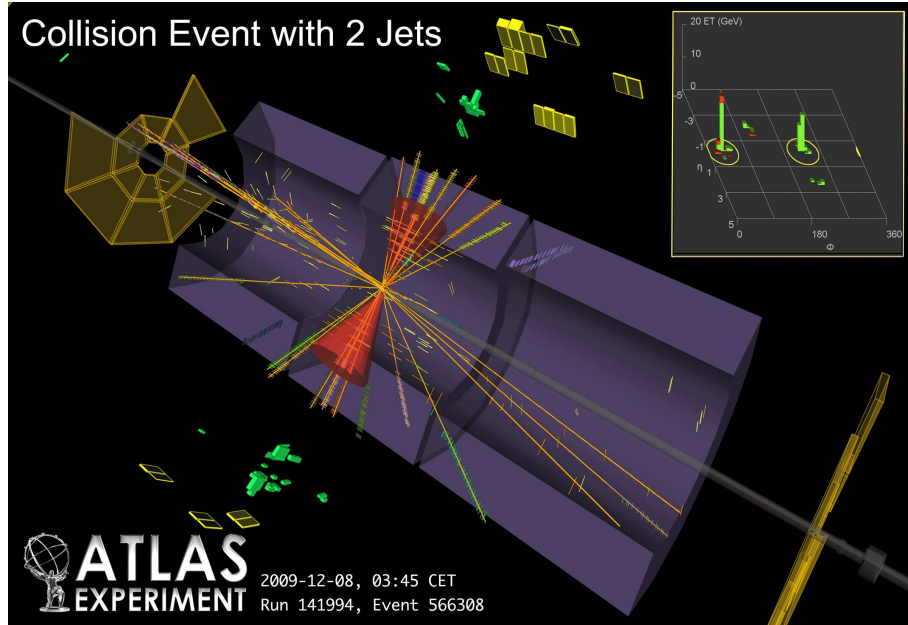 Collision Event with 2 Jets
20 ET (GeV)
10
0
-5
-3
-1
η
1
3
5
0
180
360
Φ
ATLAS
EXPERIMENT
2009-12-08, 03:45 CET
Run 141994, Event 566308